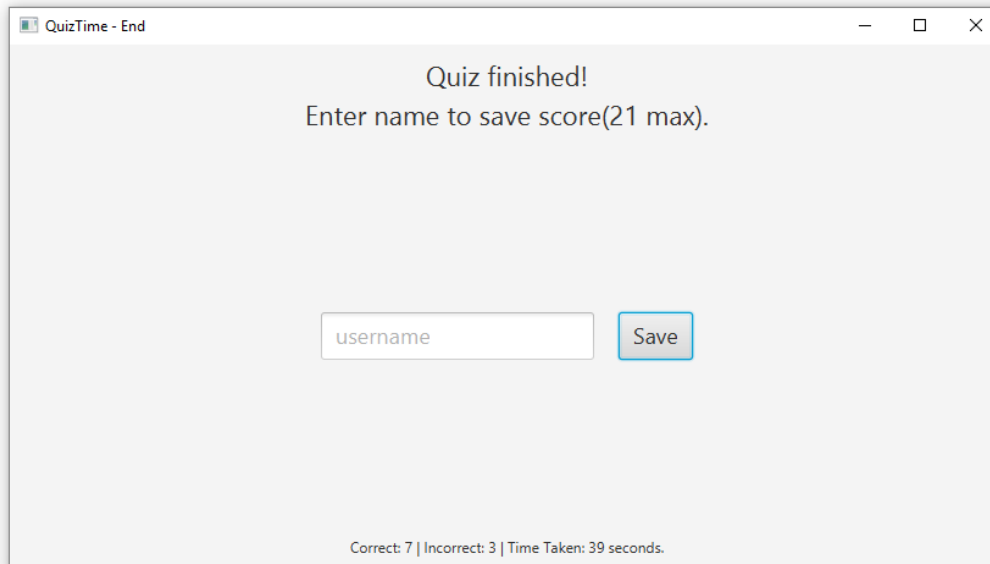 QuizTime - End
Quiz finished!
Enter name to save score(21 max).
username
Save
Correct: 7 | Incorrect: 3 | Time Taken: 39 seconds.